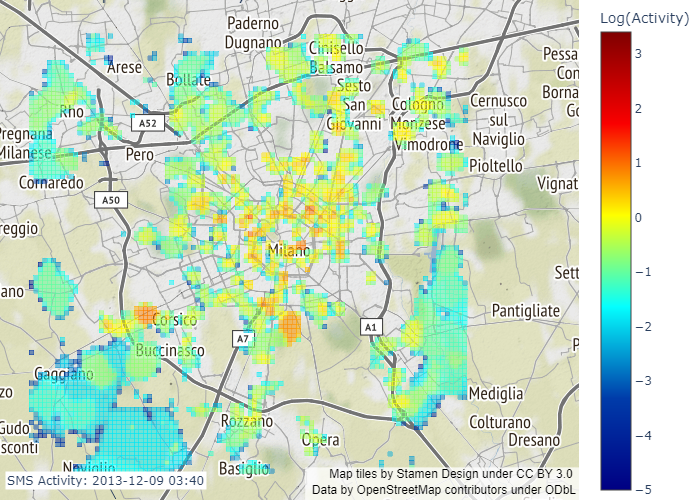 Log(Activity)
Paderno
Dugnano
Cinisello
Balsamo
Arese
Bollate
Sesto
San
Giovanni
Rho
A52
Cologno
Monzese
Cernusco
sul
Naviglio
Pessa
Con
Borna
Go
Pregnana
Milanese
Pero
Vimodrone
Pioltello
Cornaredo
A50
Vignat
reggio
Milano
Sett
ano
Pantigliate
Corsico
A7
A1
P
Buccinasco
Gaggiano
zo
Mediglia
Gudo
sconti
Rozzano
Opera
Colturano
Dresano
Naviglio
Basiglio
SMS Activity: 2013-12-09 03:40
Map tiles by Stamen Design under CC BY 3.0
Data by OpenStreetMap contributors under ODbL
3
2
1
0
−1
−2
−3
−4
−5